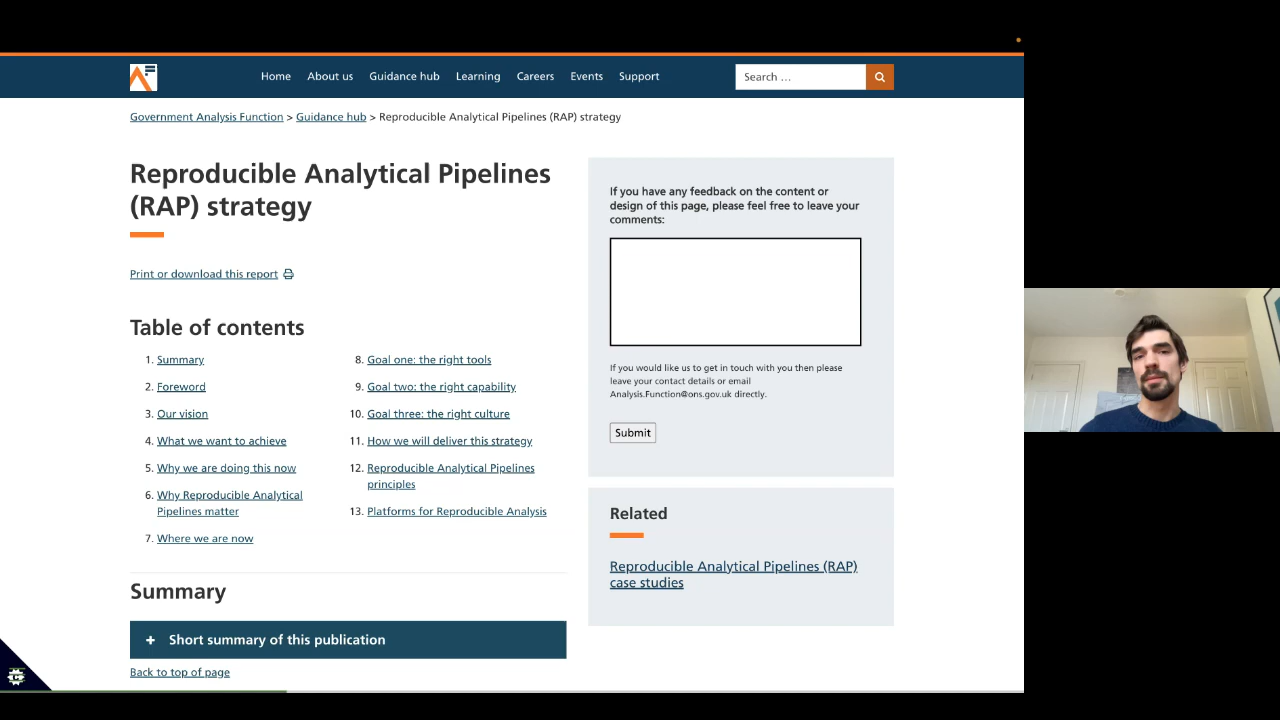 Home About us Guidance hub Learning Careers Events Support Search ...
Government Analysis Function > Guidance hub > Reproducible Analytical Pipelines (RAP) strategy
Reproducible Analytical Pipelines
(RAP) strategy
Print or download this report
Table of contents
1. Summary
2. Foreword
3. Our vision
4. What we want to achieve
5. Why we are doing this now
6. Why Reproducible Analytical
Pipelines matter
7. Where we are now
8. Goal one: the right tools
9. Goal two: the right capability
10. Goal three: the right culture
11. How we will deliver this strategy
12. Reproducible Analytical Pipelines
principles
13. Platforms for Reproducible Analysis
Summary
+ Short summary of this publication
Back to top of page
If you have any feedback on the content or
design of this page, please feel free to leave your
comments:
If you would like us to get in touch with you then please
leave your contact details or email
Analysis.Function@ons.gov.uk directly.
Submit
Related
Reproducible Analytical Pipelines (RAP)
case studies